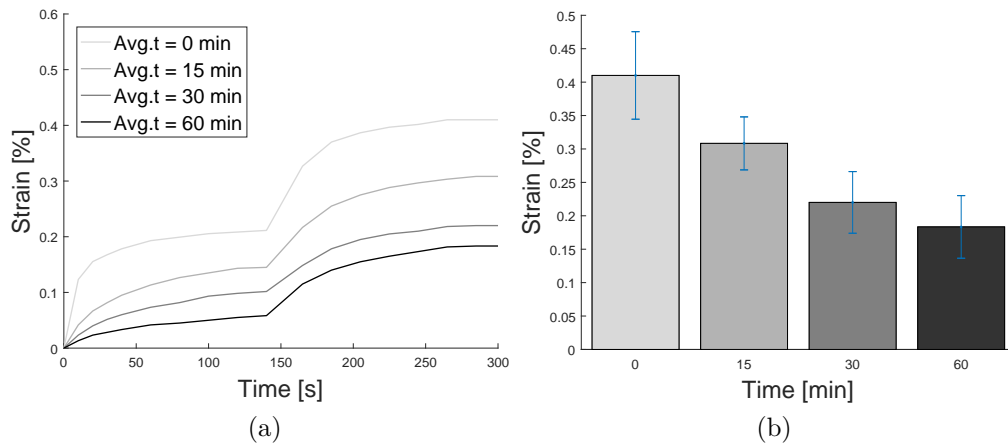 0.6
0.5
0.4
0.3
0.2
0.1
0
Strain [%]
Avg.t = 0 min
Avg.t = 15 min
Avg.t = 30 min
Avg.t = 60 min
0 50 100 150 200 250 300
Time [s]
(a)
0.5
0.45
0.4
0.35
0.3
0.25
0.2
0.15
0.1
0.05
0
Strain [%]
0 15 30 60
Time [min]
(b)